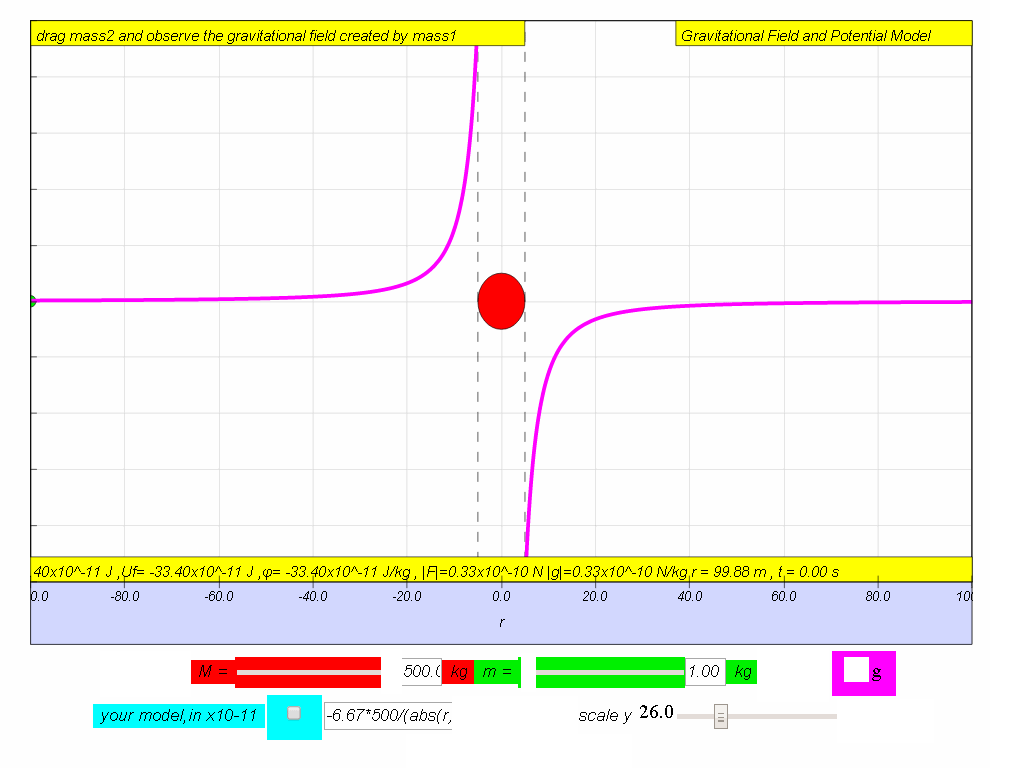 drag mass2 and observe the gravitational field created by mass1
Gravitational Field and Potential Model
40x10^-11 J ,Uf= -33.40x10^-11 J ,φ= -33.40x10^-11 J/kg , |F|=0.33x10^-10 N |g|=0.33x10^-10 N/kg,r = 99.88 m , t = 0.00 s
0.0 -80.0 -60.0 -40.0 -20.0 0.0 20.0 40.0 60.0 80.0 100
r
M = 500.0 kg m = 1.00 kg g
your model,in x10-11 -6.67*500/(abs(r, scale y 26.0